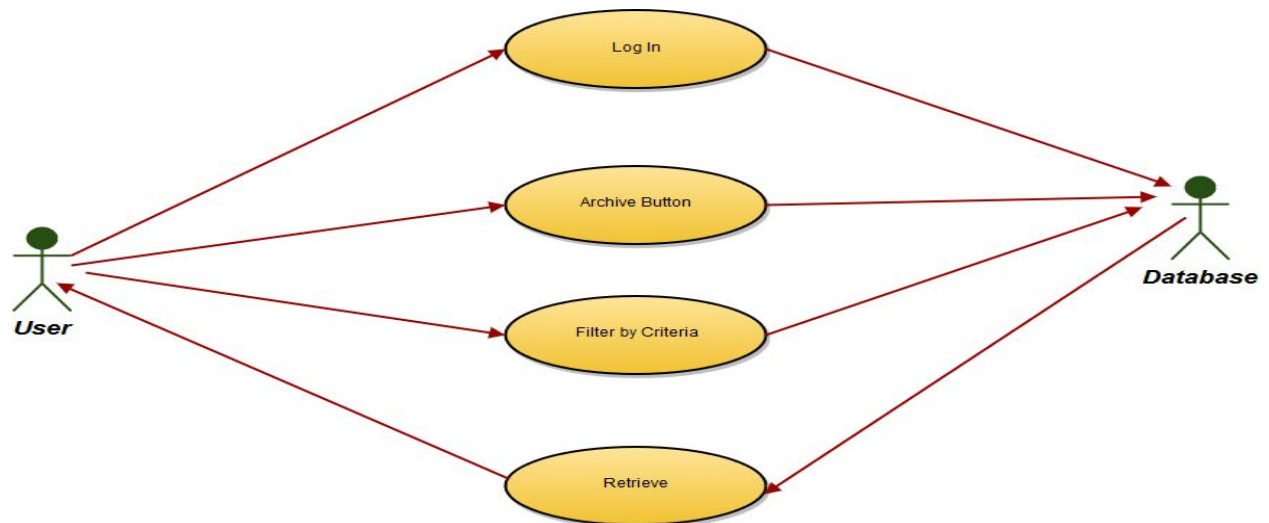 Log In
Archive Button
User
Database
Filter by Criteria
Retrieve